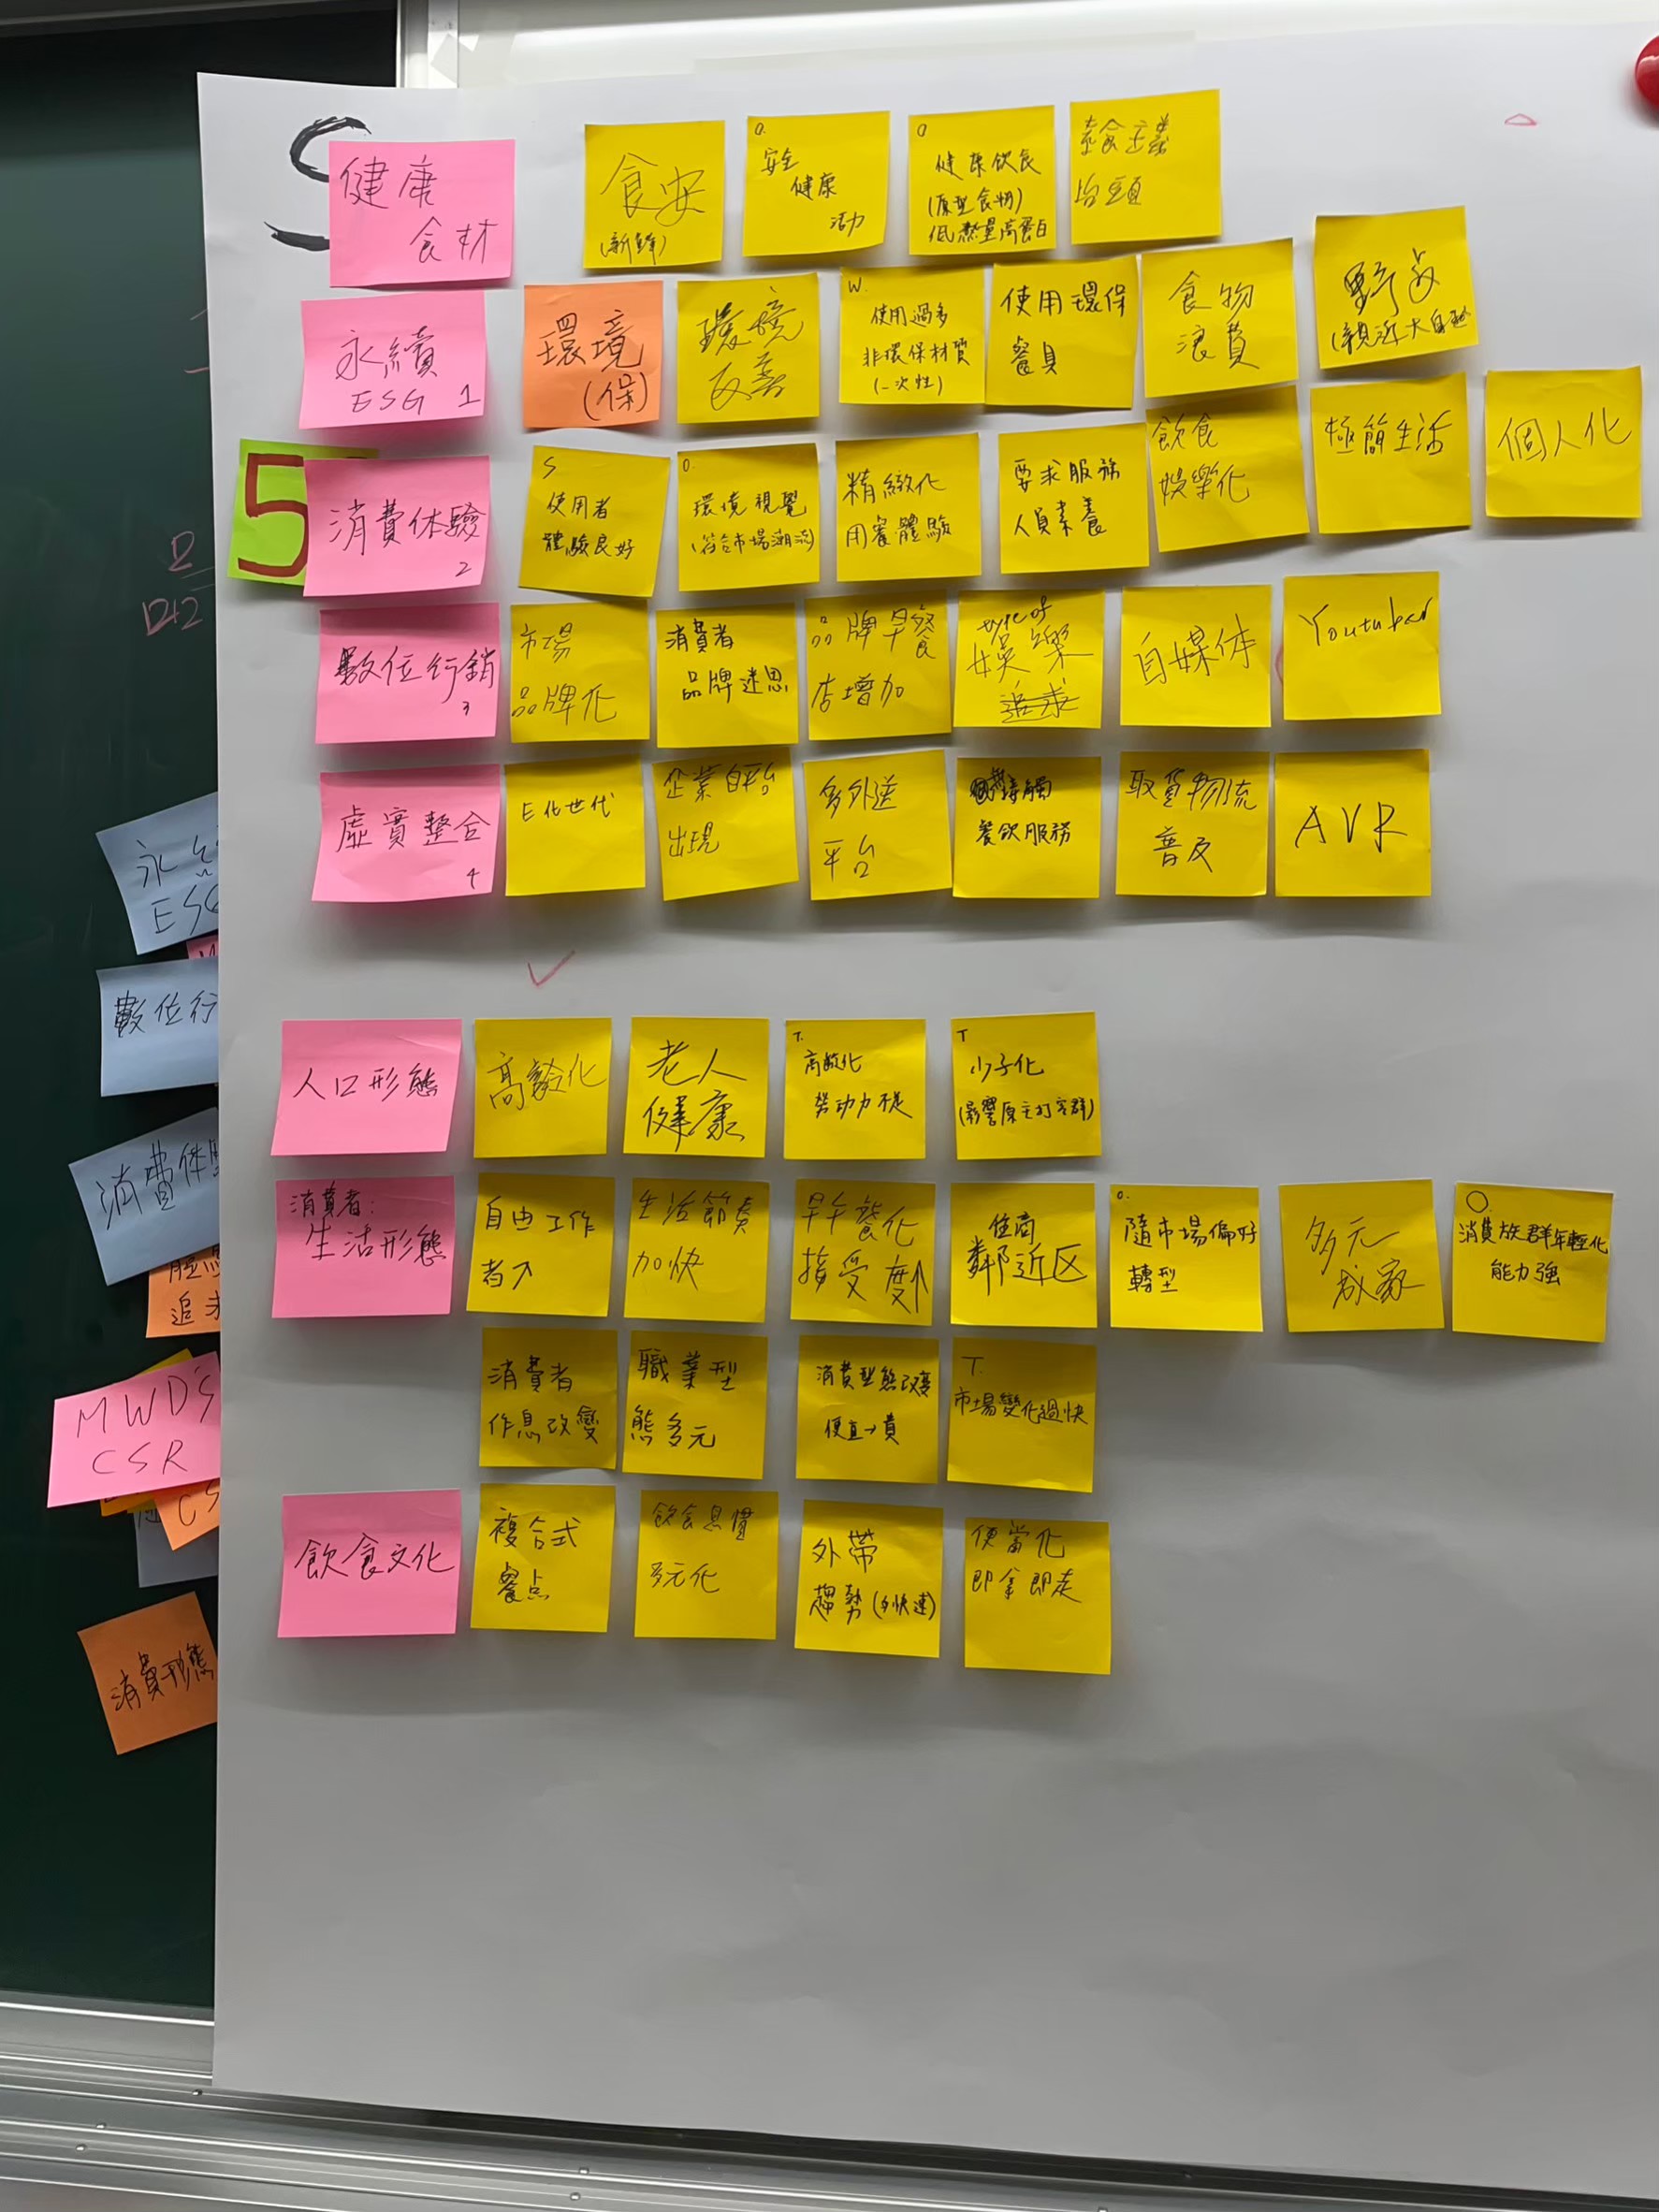 S
健康
食材
食安
(新鮮)
O.
安全
健康
活力
O
健康飲食
(原型食物)
低熱量高蛋白
素食主義
抬頭
永續
ESG 1
環境
(保)
環境
友善
W.
使用過多
非環保材質
(一次性)
使用環保
餐具
食物
浪費
野奢
(親近大自然
5
消費体驗
2
S
使用者
體驗良好
O.
環境視覺
(符合市場潮流)
精緻化
用餐體驗
要求服務
人員素養
飲食
娛樂化
極簡生活
個人化
數位行銷
3
市場
品牌化
消費者
品牌迷思
品牌早餐
店增加
style of
娛樂
追求
自媒体
Youtuber
虛實整合
4
E化世代
企業自平台
出現
多外送
平台
接觸
餐飲服務
取貨物流
普及
AVR
人口形態
高齡化
老人
健康
T.
高齡化
勞動力不足
T
少子化
(影響原主打客群)
消費者:
生活形態
自由工作
者↗
生活節奏
加快
早午餐化
接受度↑
住商
鄰近区
O.
隨市場偏好
轉型
多元
成家
O
消費族群年輕化
能力強
消費者
作息改變
職業型
態多元
消費型態改變
便宜→貴
T.
市場變化過快
飲食文化
複合式
餐点
飲食息慣
多元化
外帶
趨勢(多快速)
便當化
即拿即走
永續
ESG
數位行
消費体驗
追求
MWD'S
CSR
CS
消費形態